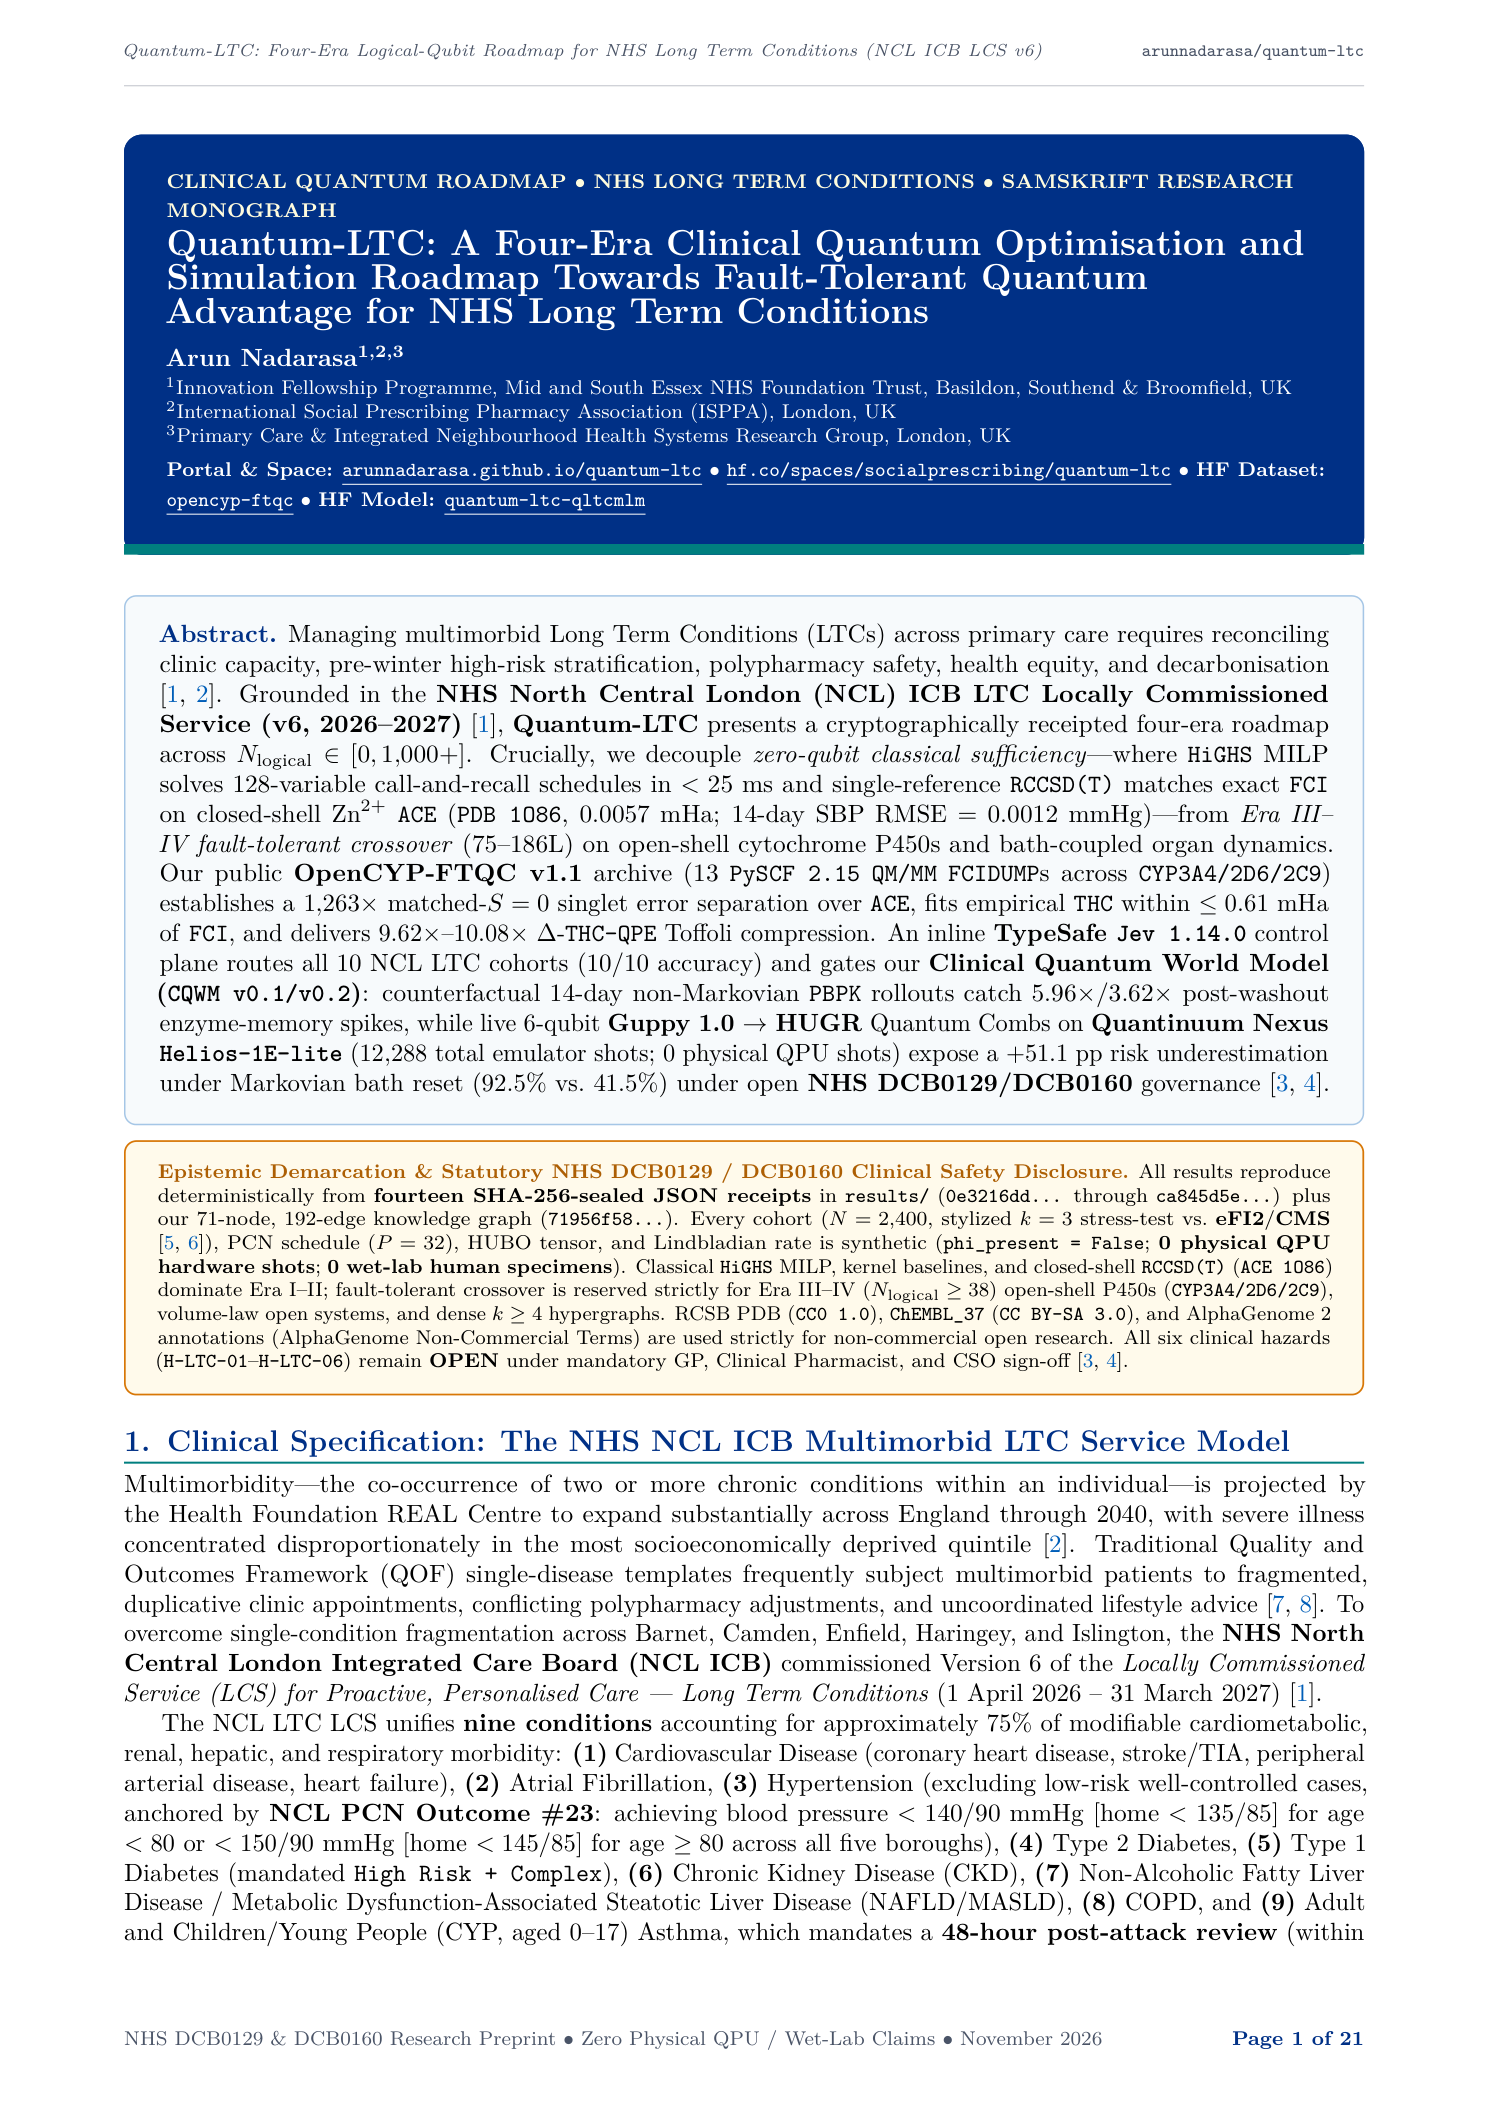 Quantum-LTC: Four-Era Logical-Qubit Roadmap for NHS Long Term Conditions (NCL ICB LCS v6) arunnadarasa/quantum-ltc
CLINICAL QUANTUM ROADMAP • NHS LONG TERM CONDITIONS • SAMSKRIFT RESEARCH
MONOGRAPH
Quantum-LTC: A Four-Era Clinical Quantum Optimisation and
Simulation Roadmap Towards Fault-Tolerant Quantum
Advantage for NHS Long Term Conditions
Arun Nadarasa1,2,3
1Innovation Fellowship Programme, Mid and South Essex NHS Foundation Trust, Basildon, Southend & Broomfield, UK
2International Social Prescribing Pharmacy Association (ISPPA), London, UK
3Primary Care & Integrated Neighbourhood Health Systems Research Group, London, UK
Portal & Space: arunnadarasa.github.io/quantum-ltc • hf.co/spaces/socialprescribing/quantum-ltc • HF Dataset:
opencyp-ftqc • HF Model: quantum-ltc-qltcmlm
Abstract. Managing multimorbid Long Term Conditions (LTCs) across primary care requires reconciling
clinic capacity, pre-winter high-risk stratification, polypharmacy safety, health equity, and decarbonisation
[1, 2]. Grounded in the NHS North Central London (NCL) ICB LTC Locally Commissioned
Service (v6, 2026–2027) [1], Quantum-LTC presents a cryptographically receipted four-era roadmap
across Nlogical ∈ [0, 1,000+]. Crucially, we decouple zero-qubit classical sufficiency—where HiGHS MILP
solves 128-variable call-and-recall schedules in < 25 ms and single-reference RCCSD(T) matches exact FCI
on closed-shell Zn2+ ACE (PDB 1O86, 0.0057 mHa; 14-day SBP RMSE = 0.0012 mmHg)—from Era III–
IV fault-tolerant crossover (75–186L) on open-shell cytochrome P450s and bath-coupled organ dynamics.
Our public OpenCYP-FTQC v1.1 archive (13 PySCF 2.15 QM/MM FCIDUMPs across CYP3A4/2D6/2C9)
establishes a 1,263× matched-S = 0 singlet error separation over ACE, fits empirical THC within ≤ 0.61 mHa
of FCI, and delivers 9.62×–10.08× Δ-THC-QPE Toffoli compression. An inline TypeSafe Jev 1.14.0 control
plane routes all 10 NCL LTC cohorts (10/10 accuracy) and gates our Clinical Quantum World Model
(CQWM v0.1/v0.2): counterfactual 14-day non-Markovian PBPK rollouts catch 5.96×/3.62× post-washout
enzyme-memory spikes, while live 6-qubit Guppy 1.0 → HUGR Quantum Combs on Quantinuum Nexus
Helios-1E-lite (12,288 total emulator shots; 0 physical QPU shots) expose a +51.1 pp risk underestimation
under Markovian bath reset (92.5% vs. 41.5%) under open NHS DCB0129/DCB0160 governance [3, 4].
Epistemic Demarcation & Statutory NHS DCB0129 / DCB0160 Clinical Safety Disclosure. All results reproduce
deterministically from fourteen SHA-256-sealed JSON receipts in results/ (0e3216dd... through ca845d5e...) plus
our 71-node, 192-edge knowledge graph (71956f58...). Every cohort (N = 2,400, stylized k = 3 stress-test vs. eFI2/CMS
[5, 6]), PCN schedule (P = 32), HUBO tensor, and Lindbladian rate is synthetic (phi_present = False; 0 physical QPU
hardware shots; 0 wet-lab human specimens). Classical HiGHS MILP, kernel baselines, and closed-shell RCCSD(T) (ACE 1O86)
dominate Era I–II; fault-tolerant crossover is reserved strictly for Era III–IV (Nlogical ≥ 38) open-shell P450s (CYP3A4/2D6/2C9),
volume-law open systems, and dense k ≥ 4 hypergraphs. RCSB PDB (CC0 1.0), ChEMBL_37 (CC BY-SA 3.0), and AlphaGenome 2
annotations (AlphaGenome Non-Commercial Terms) are used strictly for non-commercial open research. All six clinical hazards
(H-LTC-01–H-LTC-06) remain OPEN under mandatory GP, Clinical Pharmacist, and CSO sign-off [3, 4].
1. Clinical Specification: The NHS NCL ICB Multimorbid LTC Service Model
Multimorbidity—the co-occurrence of two or more chronic conditions within an individual—is projected by
the Health Foundation REAL Centre to expand substantially across England through 2040, with severe illness
concentrated disproportionately in the most socioeconomically deprived quintile [2]. Traditional Quality and
Outcomes Framework (QOF) single-disease templates frequently subject multimorbid patients to fragmented,
duplicative clinic appointments, conflicting polypharmacy adjustments, and uncoordinated lifestyle advice [7, 8]. To
overcome single-condition fragmentation across Barnet, Camden, Enfield, Haringey, and Islington, the NHS North
Central London Integrated Care Board (NCL ICB) commissioned Version 6 of the Locally Commissioned
Service (LCS) for Proactive, Personalised Care — Long Term Conditions (1 April 2026 – 31 March 2027) [1].
The NCL LTC LCS unifies nine conditions accounting for approximately 75% of modifiable cardiometabolic,
renal, hepatic, and respiratory morbidity: (1) Cardiovascular Disease (coronary heart disease, stroke/TIA, peripheral
arterial disease, heart failure), (2) Atrial Fibrillation, (3) Hypertension (excluding low-risk well-controlled cases,
anchored by NCL PCN Outcome #23: achieving blood pressure < 140/90 mmHg [home < 135/85] for age
< 80 or < 150/90 mmHg [home < 145/85] for age ≥ 80 across all five boroughs), (4) Type 2 Diabetes, (5) Type 1
Diabetes (mandated High Risk + Complex), (6) Chronic Kidney Disease (CKD), (7) Non-Alcoholic Fatty Liver
Disease / Metabolic Dysfunction-Associated Steatotic Liver Disease (NAFLD/MASLD), (8) COPD, and (9) Adult
and Children/Young People (CYP, aged 0–17) Asthma, which mandates a 48-hour post-attack review (within
NHS DCB0129 & DCB0160 Research Preprint • Zero Physical QPU / Wet-Lab Claims • November 2026 Page 1 of 21